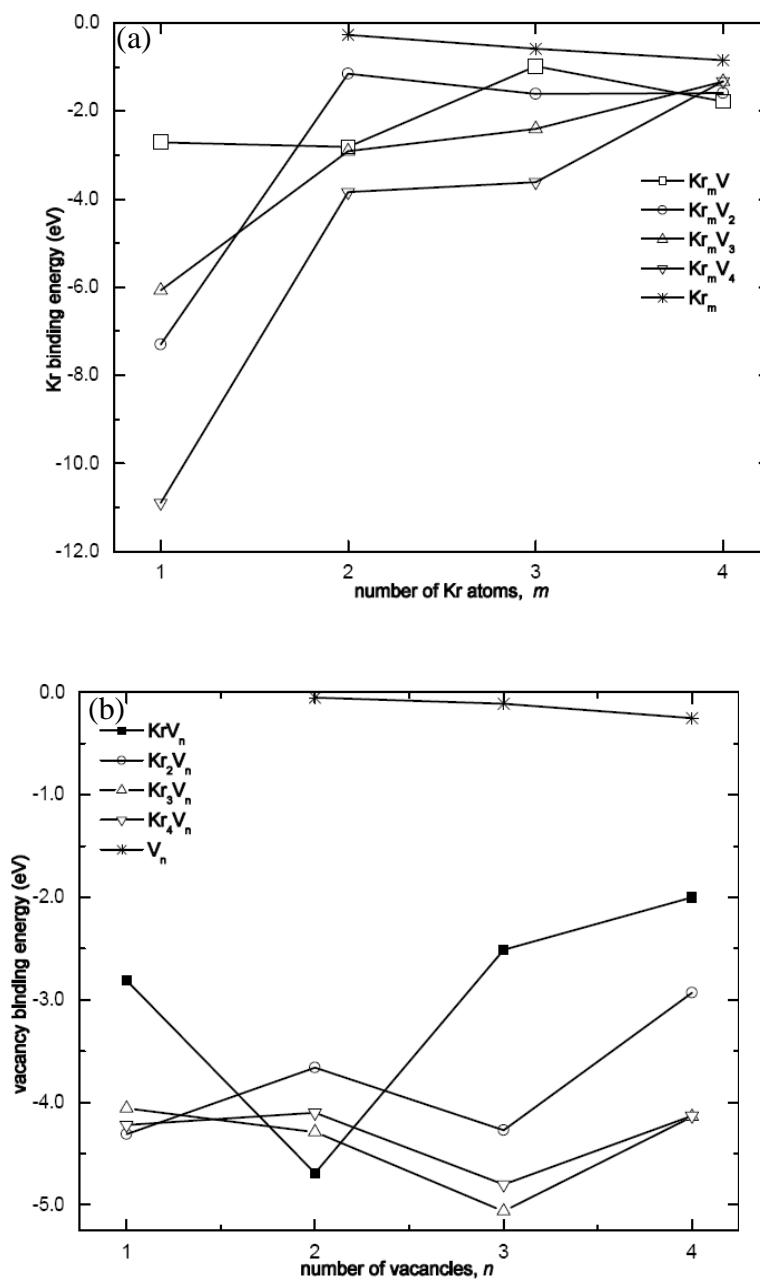 (a)
0.0
-2.0
-4.0
-6.0
-8.0
-10.0
-12.0
Kr binding energy (eV)
KrmV
KrmV2
KrmV3
KrmV4
Krm
1 2 3 4
number of Kr atoms, m
(b)
0.0
-1.0
-2.0
-3.0
-4.0
-5.0
vacancy binding energy (eV)
KrVn
Kr2Vn
Kr3Vn
Kr4Vn
Vn
1 2 3 4
number of vacancies, n